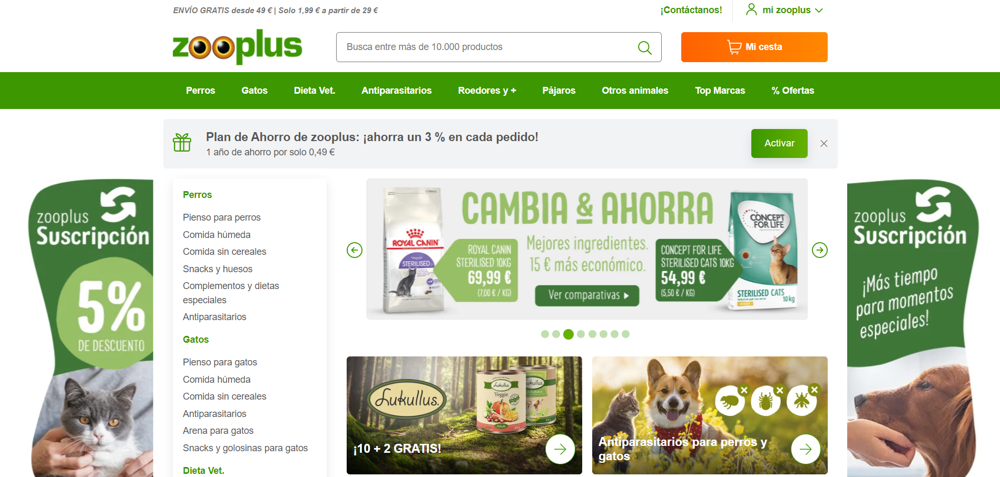 ENVÍO GRATIS desde 49 € | Solo 1,99 € a partir de 29 €
¡Contáctanos!
mi zooplus
zooplus
Busca entre más de 10.000 productos
Mi cesta
Perros
Gatos
Dieta Vet.
Antiparasitarios
Roedores y +
Pájaros
Otros animales
Top Marcas
% Ofertas
Plan de Ahorro de zooplus: ¡ahorra un 3 % en cada pedido!
1 año de ahorro por solo 0,49 €
Activar
zooplus
Suscripción
5%
DE DESCUENTO
Perros
Pienso para perros
Comida húmeda
Comida sin cereales
Snacks y huesos
Complementos y dietas
especiales
Antiparasitarios
Gatos
Pienso para gatos
Comida húmeda
Comida sin cereales
Antiparasitarios
Arena para gatos
Snacks y golosinas para gatos
Dieta Vet.
CAMBIA & AHORRA
Mejores ingredientes.
15 € más económico.
Ver comparativas
ROYAL CANIN
STERILISED
ROYAL CANIN
STERILISED 10KG
69,99 €
(7,00 € / KG)
CONCEPT FOR LIFE
STERILISED CATS 10KG
54,99 €
(5,50 € / KG)
CONCEPT
FOR LIFE
STERILISED CATS
10kg
Lukullus.
Lukullus
Veggie
Lukullus
¡10 + 2 GRATIS!
Antiparasitarios para perros y
gatos
zooplus
Suscripción
¡Más tiempo
para momentos
especiales!